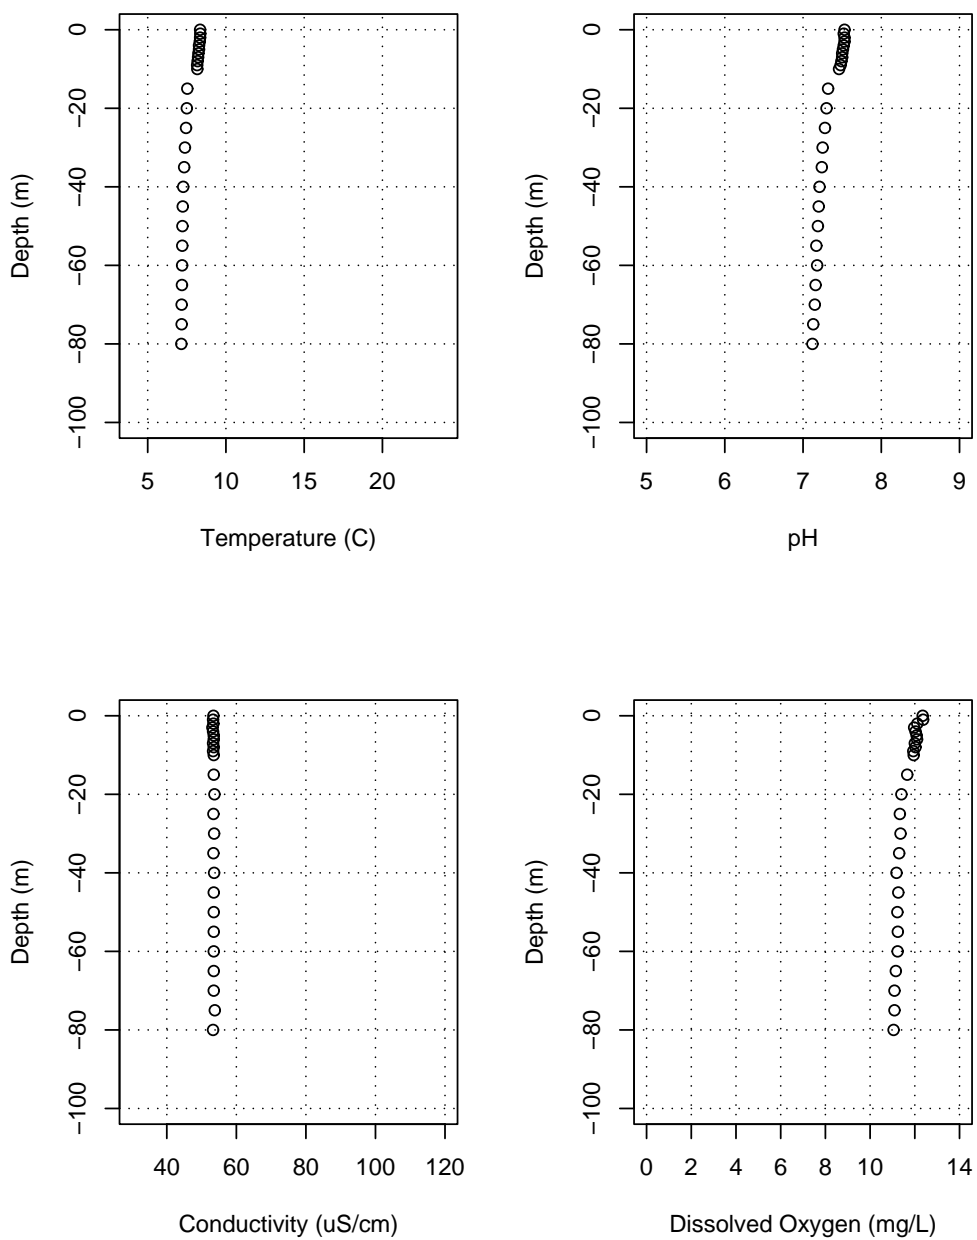 0
−20
−40
−60
−80
−100
Depth (m)
5 10 15 20
Temperature (C)
0
−20
−40
−60
−80
−100
Depth (m)
5 6 7 8 9
pH
0
−20
−40
−60
−80
−100
Depth (m)
40 60 80 100 120
Conductivity (uS/cm)
0
−20
−40
−60
−80
−100
Depth (m)
0 2 4 6 8 10 12 14
Dissolved Oxygen (mg/L)